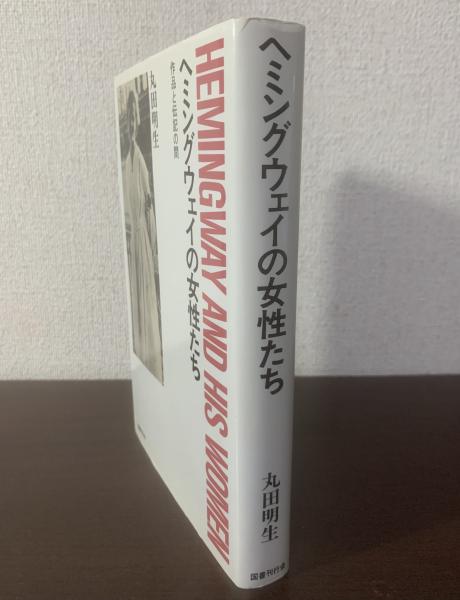 丸田明生
作品と伝記の間
ヘミングウェイの女性たち
HEMINGWAY AND HIS WOMEN
ヘミングウェイの女性たち
丸田明生
国書刊行会